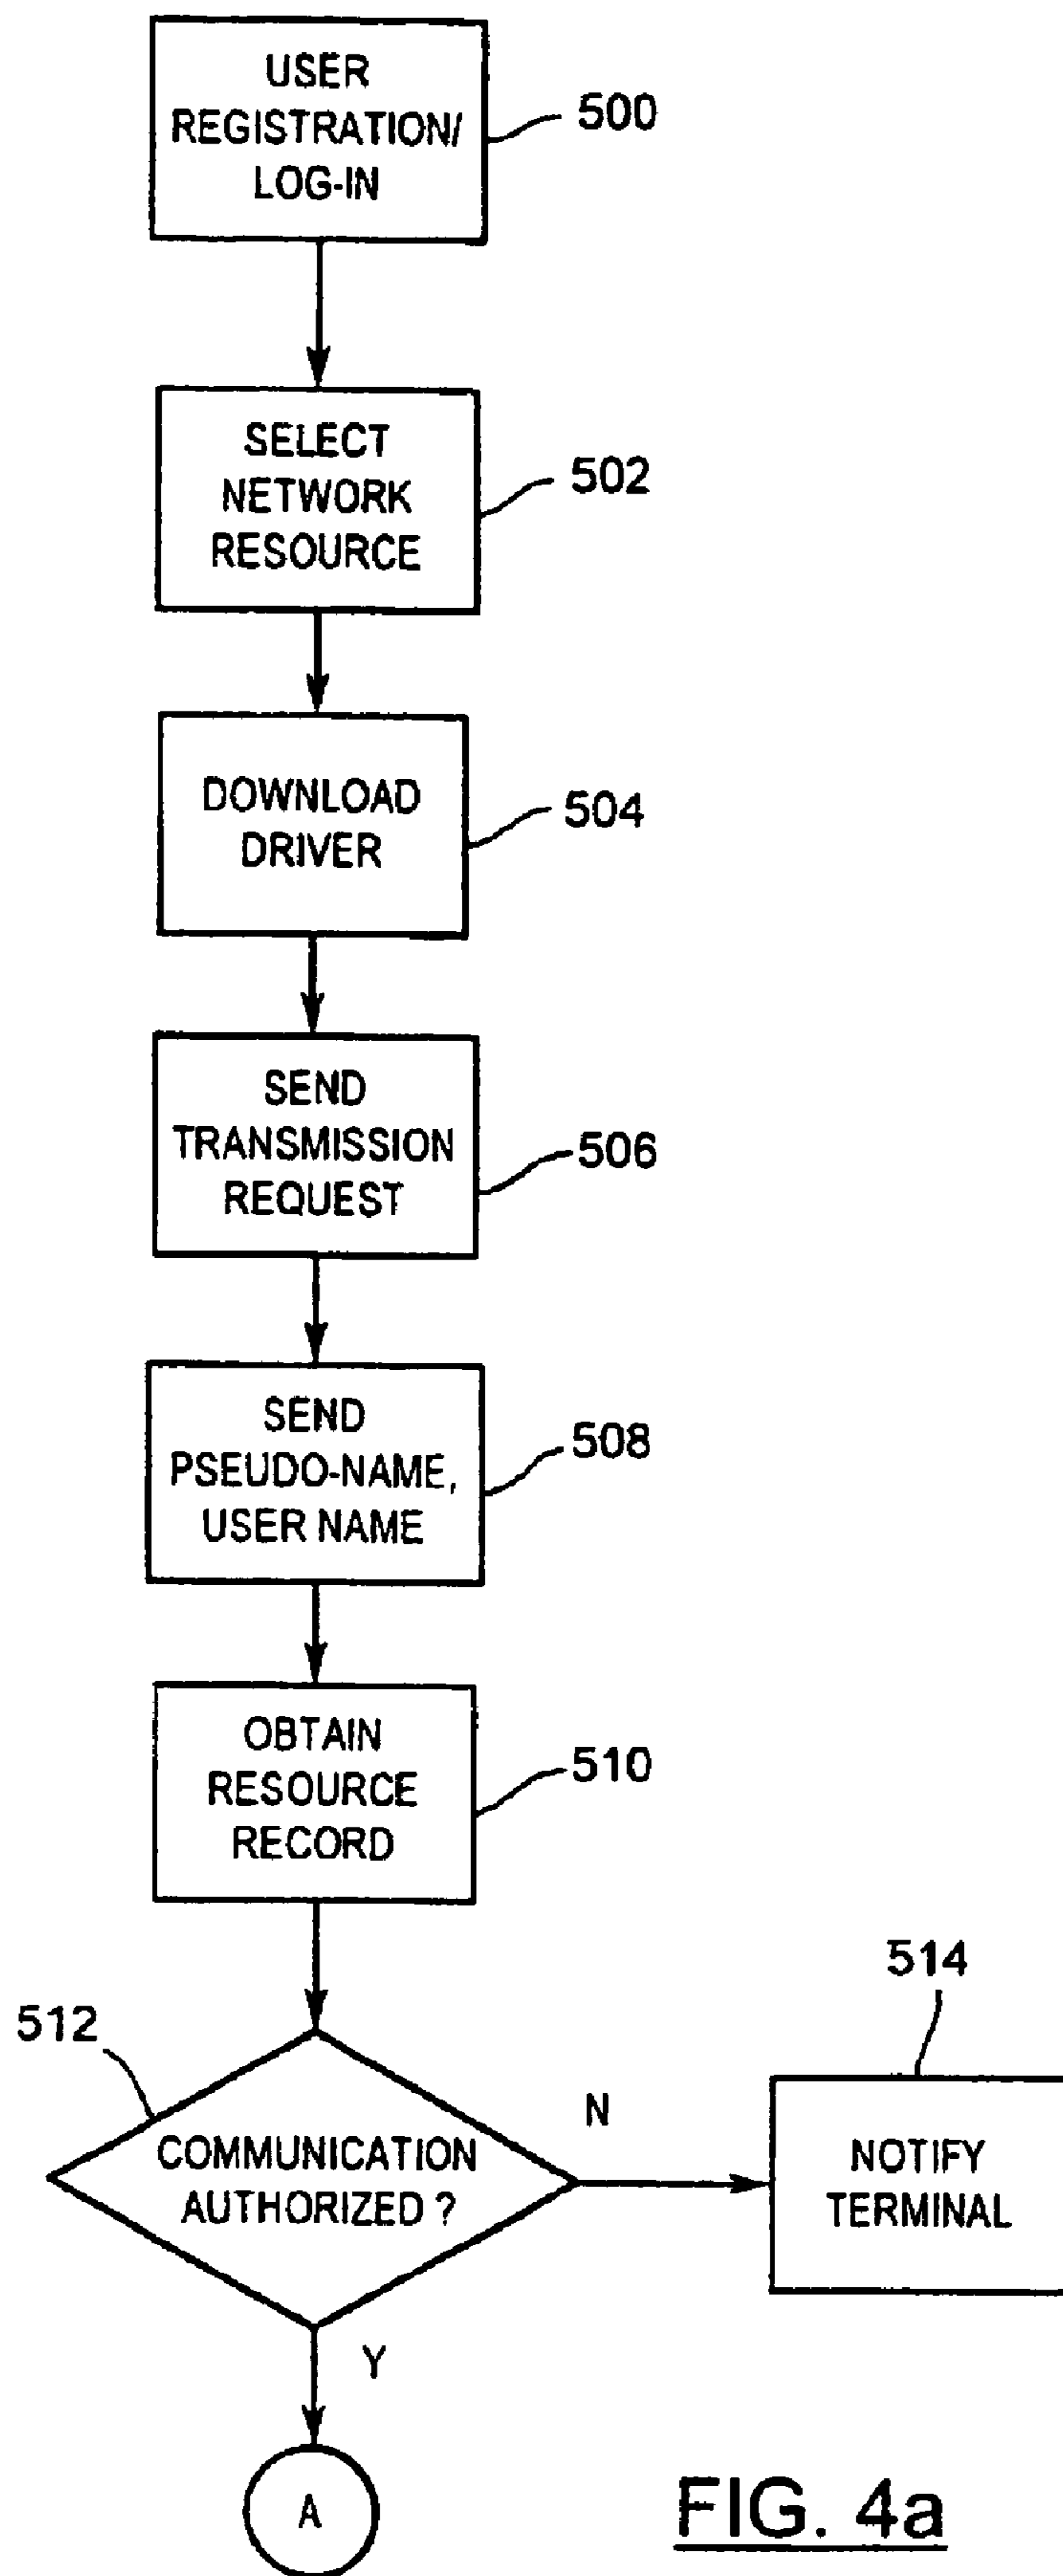 USER
REGISTRATION/
LOG-IN
500
SELECT
NETWORK
RESOURCE
502
DOWNLOAD
DRIVER
504
SEND
TRANSMISSION
REQUEST
506
SEND
PSEUDO-NAME,
USER NAME
508
OBTAIN
RESOURCE
RECORD
510
512
COMMUNICATION
AUTHORIZED ?
N
514
NOTIFY
TERMINAL
Y
A
FIG. 4a